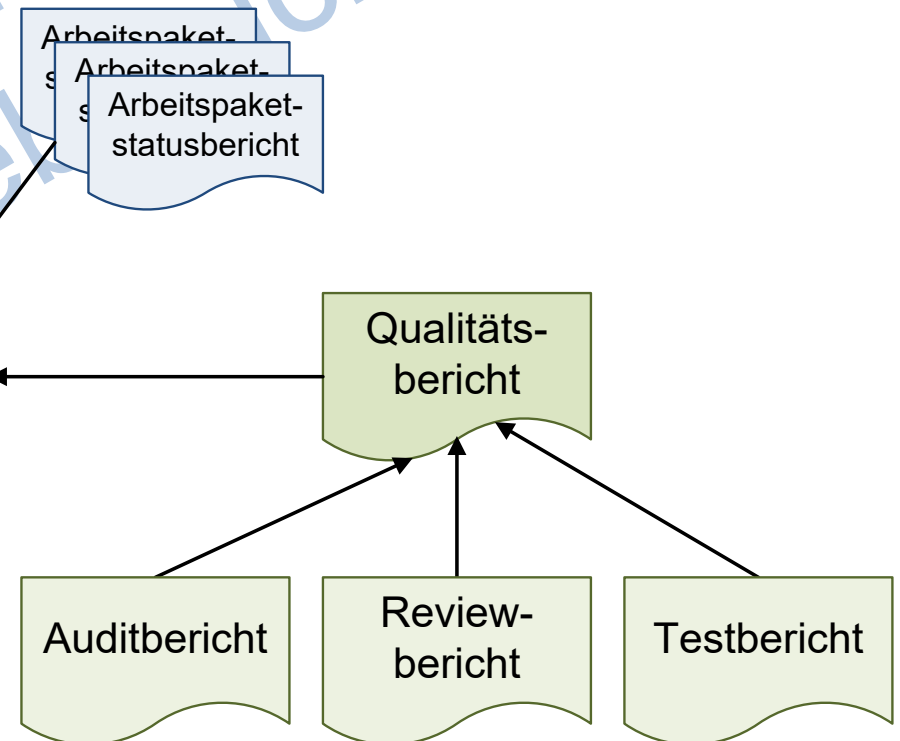 Arbeitspaket-
s
Arbeitspaket-
s
Arbeitspaket-
statusbericht
Qualitäts-
bericht
Auditbericht
Review-
bericht
Testbericht